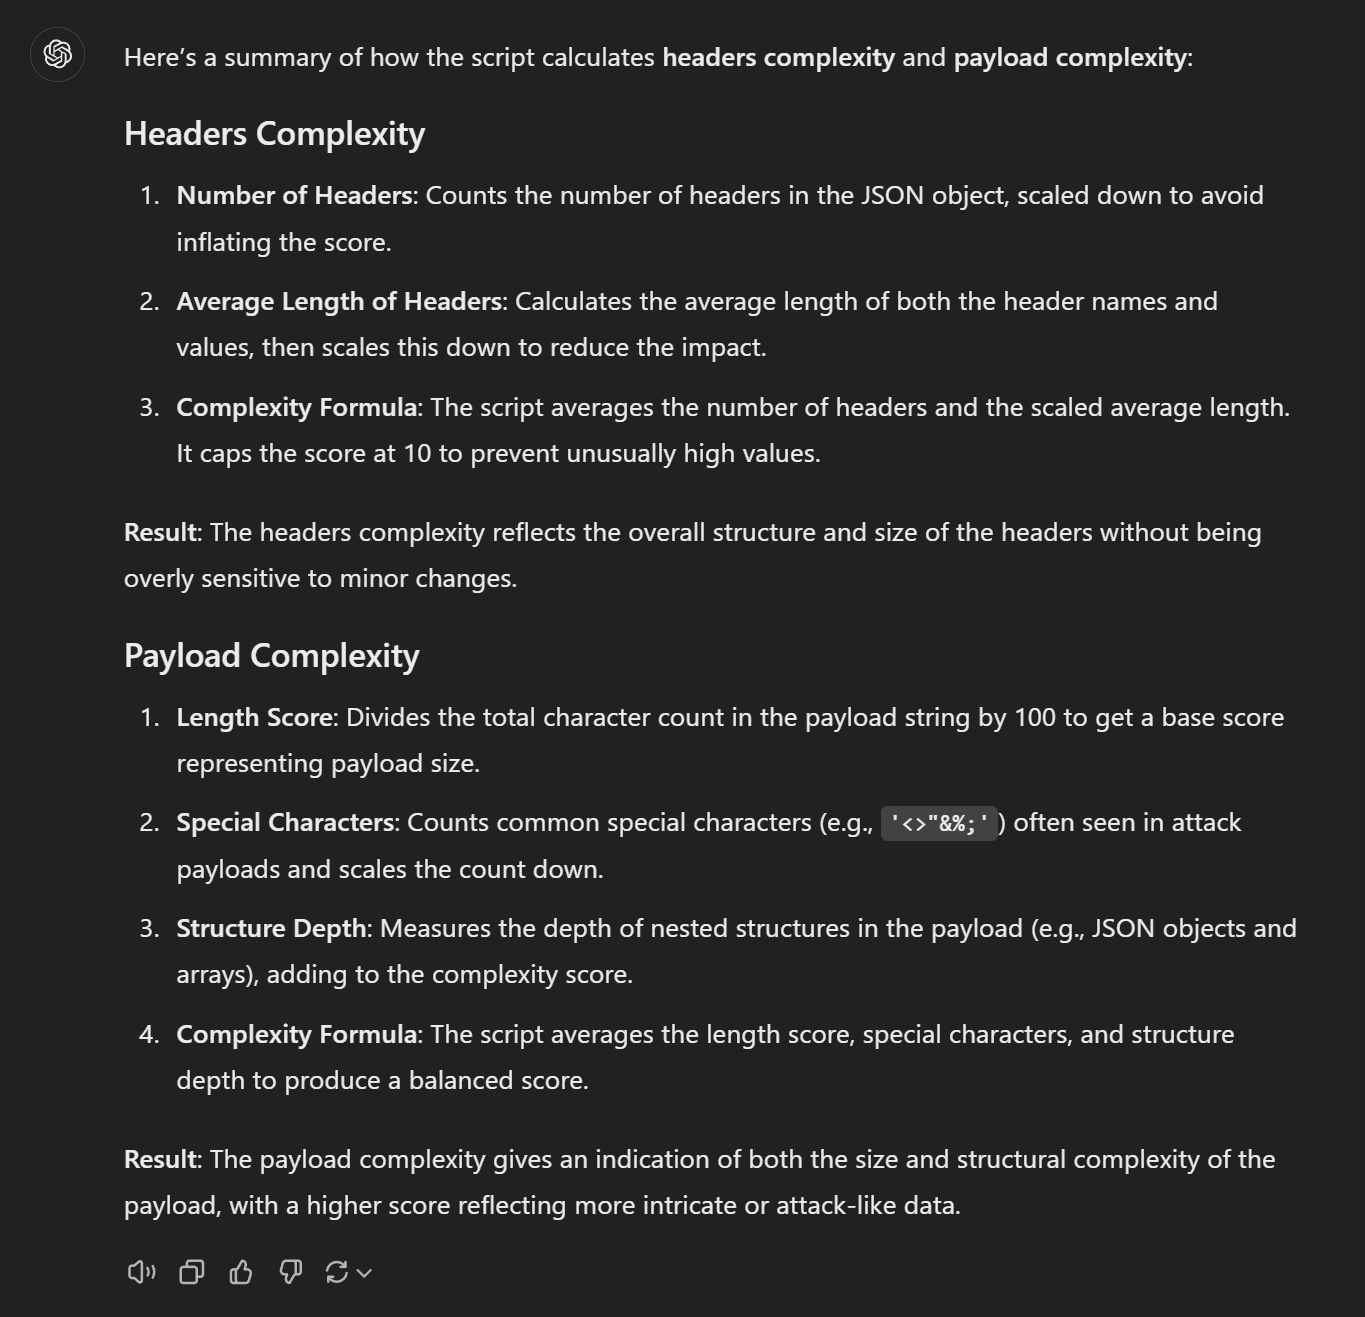 Here’s a summary of how the script calculates headers complexity and payload complexity:
Headers Complexity
1. Number of Headers: Counts the number of headers in the JSON object, scaled down to avoid
inflating the score.
2. Average Length of Headers: Calculates the average length of both the header names and
values, then scales this down to reduce the impact.
3. Complexity Formula: The script averages the number of headers and the scaled average length.
It caps the score at 10 to prevent unusually high values.
Result: The headers complexity reflects the overall structure and size of the headers without being
overly sensitive to minor changes.
Payload Complexity
1. Length Score: Divides the total character count in the payload string by 100 to get a base score
representing payload size.
2. Special Characters: Counts common special characters (e.g., '<>"&%;') often seen in attack
payloads and scales the count down.
3. Structure Depth: Measures the depth of nested structures in the payload (e.g., JSON objects and
arrays), adding to the complexity score.
4. Complexity Formula: The script averages the length score, special characters, and structure
depth to produce a balanced score.
Result: The payload complexity gives an indication of both the size and structural complexity of the
payload, with a higher score reflecting more intricate or attack-like data.